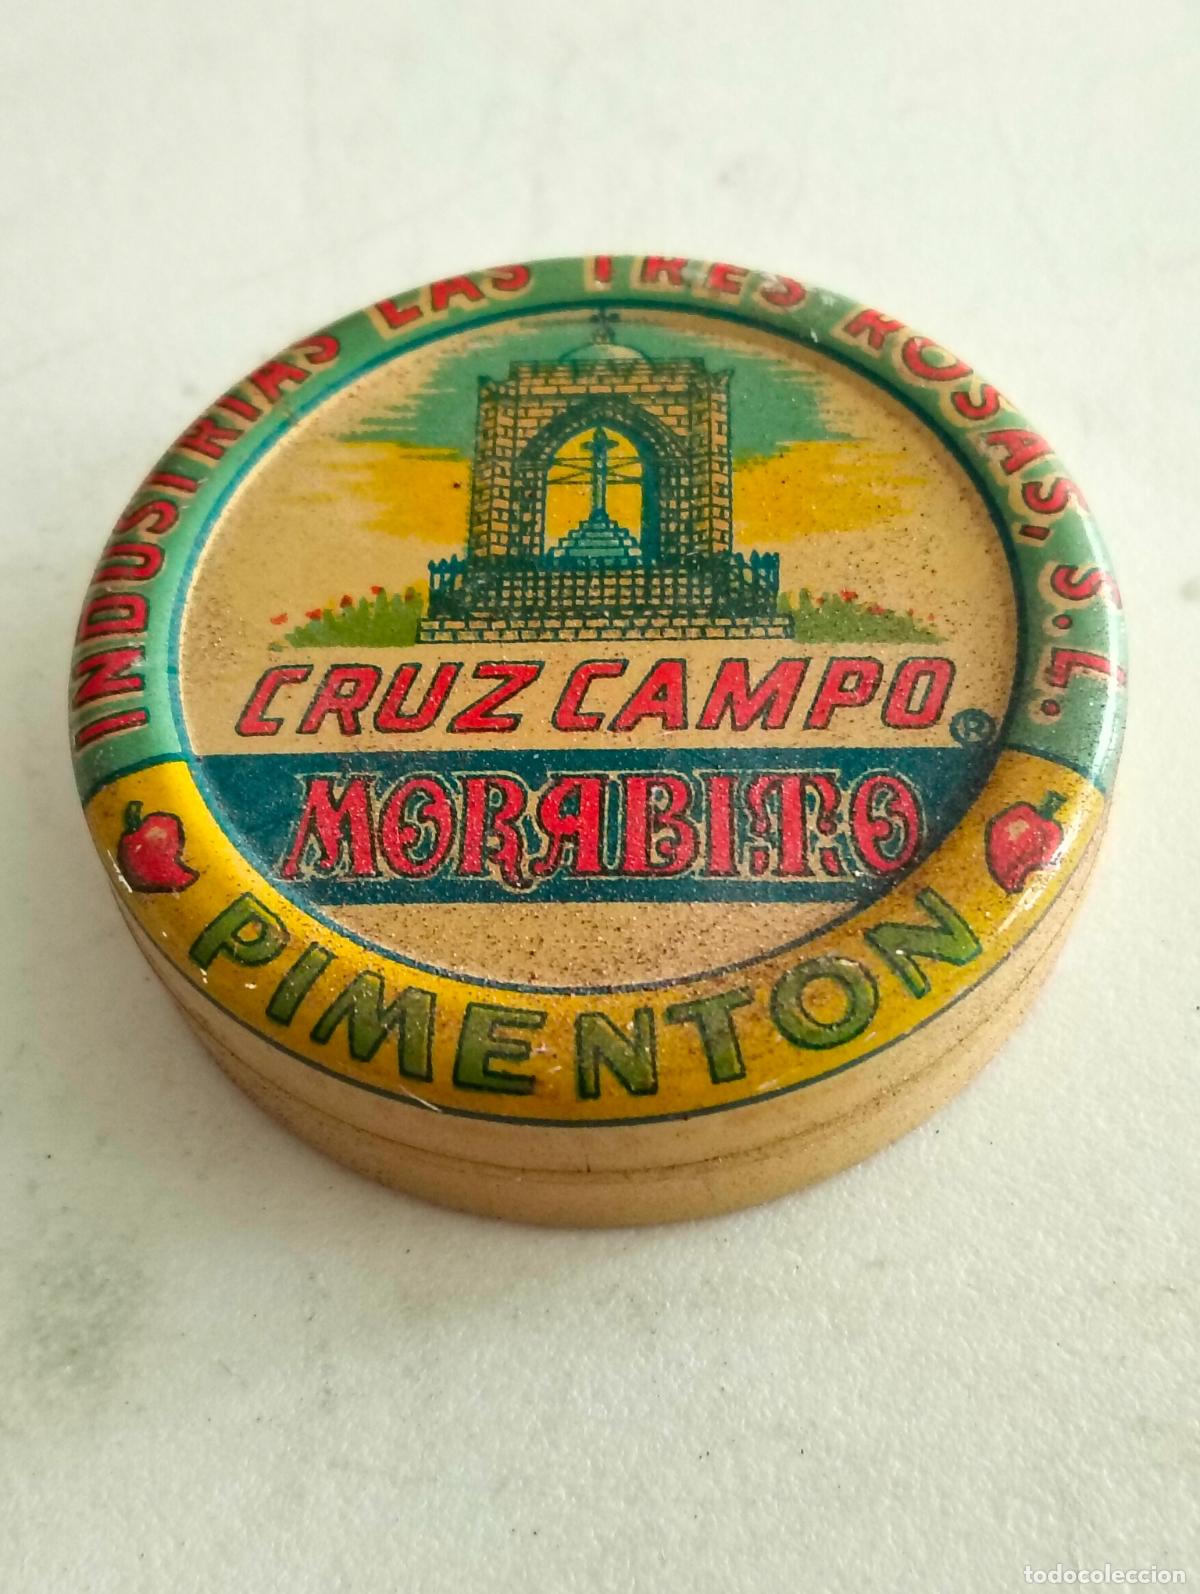 INDUSTRIAS LAS TRES ROSAS, S.L.
CRUZ CAMPO ®
MORABITO
PIMENTON
todocoleccion